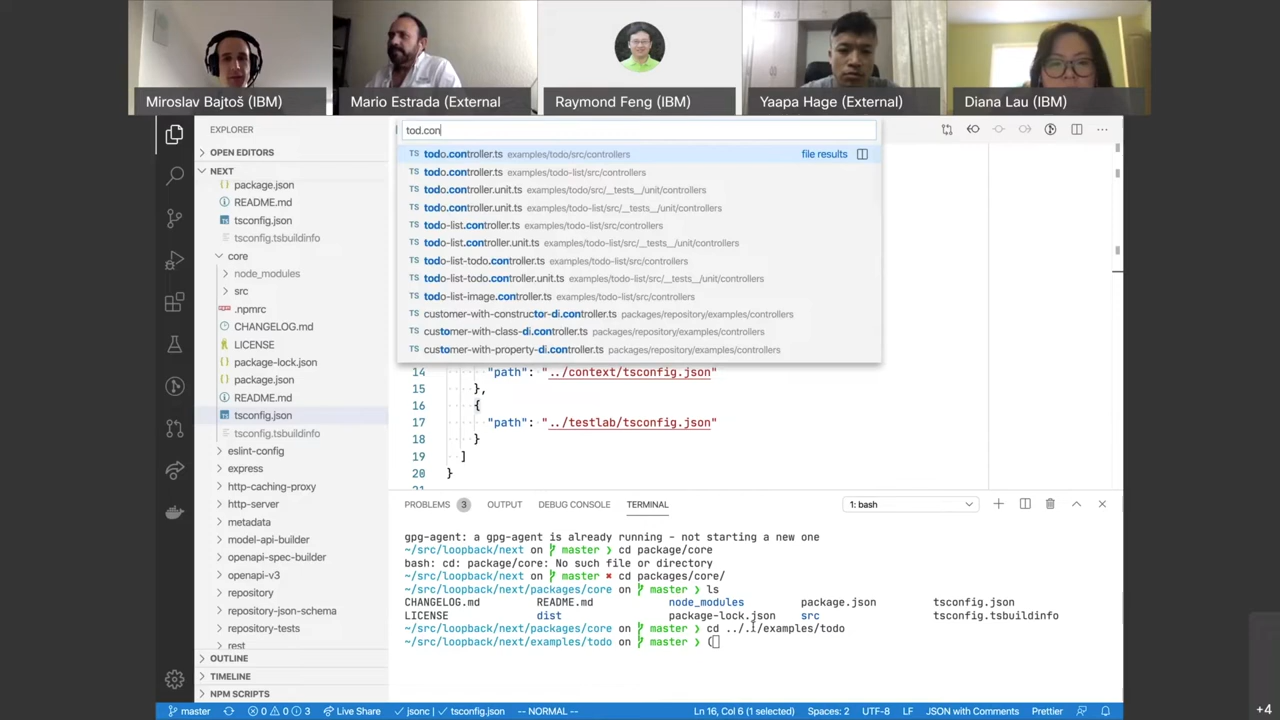 Miroslav Bajtoš (IBM)
Mario Estrada (External
Raymond Feng (IBM)
Yaapa Hage (External)
Diana Lau (IBM)
EXPLORER
OPEN EDITORS
NEXT
package.json
README.md
tsconfig.json
tsconfig.tsbuildinfo
core
node_modules
src
.npmrc
CHANGELOG.md
LICENSE
package-lock.json
package.json
README.md
tsconfig.json
tsconfig.tsbuildinfo
eslint-config
express
http-caching-proxy
http-server
metadata
model-api-builder
openapi-spec-builder
openapi-v3
repository
repository-json-schema
repository-tests
rest
OUTLINE
TIMELINE
NPM SCRIPTS
tod.con
TS todo.controller.ts examples/todo/src/controllers file results
TS todo.controller.ts examples/todo-list/src/controllers
TS todo.controller.unit.ts examples/todo/src/__tests__/unit/controllers
TS todo.controller.unit.ts examples/todo-list/src/__tests__/unit/controllers
TS todo-list.controller.ts examples/todo-list/src/controllers
TS todo-list.controller.unit.ts examples/todo-list/src/__tests__/unit/controllers
TS todo-list-todo.controller.ts examples/todo-list/src/controllers
TS todo-list-todo.controller.unit.ts examples/todo-list/src/__tests__/unit/controllers
TS todo-list-image.controller.ts examples/todo-list/src/controllers
TS customer-with-constructor-di.controller.ts packages/repository/examples/controllers
TS customer-with-class-di.controller.ts packages/repository/examples/controllers
TS customer-with-property-di.controller.ts packages/repository/examples/controllers
14 "path": "../context/tsconfig.json"
15 },
16 {
17 "path": "../testlab/tsconfig.json"
18 }
19 ]
20 }
PROBLEMS 3 OUTPUT DEBUG CONSOLE TERMINAL 1: bash
gpg-agent: a gpg-agent is already running - not starting a new one
~/src/loopback/next on master ❯ cd package/core
bash: cd: package/core: No such file or directory
~/src/loopback/next on master ✖ cd packages/core/
~/src/loopback/next/packages/core on master ❯ ls
CHANGELOG.md README.md node_modules package.json tsconfig.json
LICENSE dist package-lock.json src tsconfig.tsbuildinfo
~/src/loopback/next/packages/core on master ❯ cd ../../examples/todo
~/src/loopback/next/examples/todo on master ❯ (
master 0 0 3 Live Share jsonc tsconfig.json -- NORMAL -- Ln 16, Col 6 (1 selected) Spaces: 2 UTF-8 LF JSON with Comments Prettier
+4